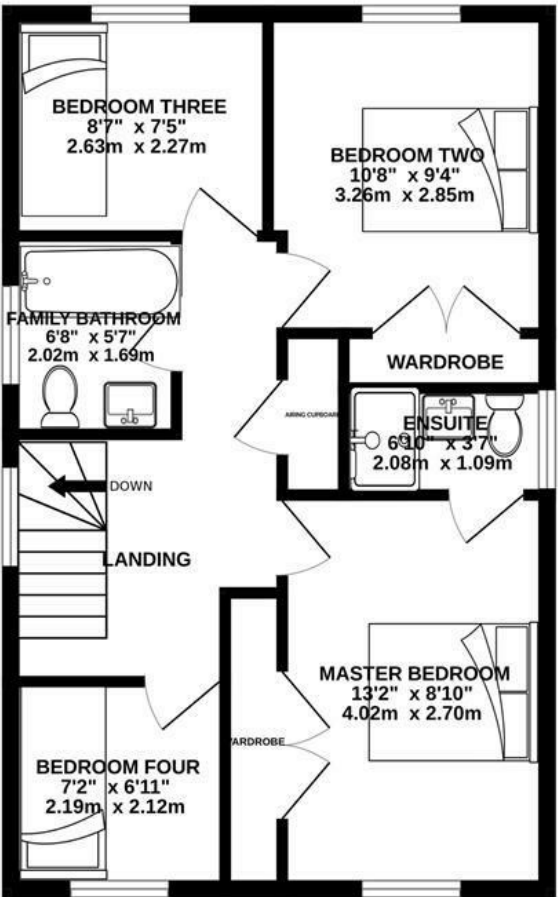 BEDROOM THREE
8'7" x 7'5"
2.63m x 2.27m
BEDROOM TWO
10'8" x 9'4"
3.26m x 2.85m
FAMILY BATHROOM
6'8" x 5'7"
2.02m x 1.69m
WARDROBE
AIRING CUPBOARD
ENSUITE
6'10" x 3'7"
2.08m x 1.09m
DOWN
LANDING
MASTER BEDROOM
13'2" x 8'10"
4.02m x 2.70m
WARDROBE
BEDROOM FOUR
7'2" x 6'11"
2.19m x 2.12m